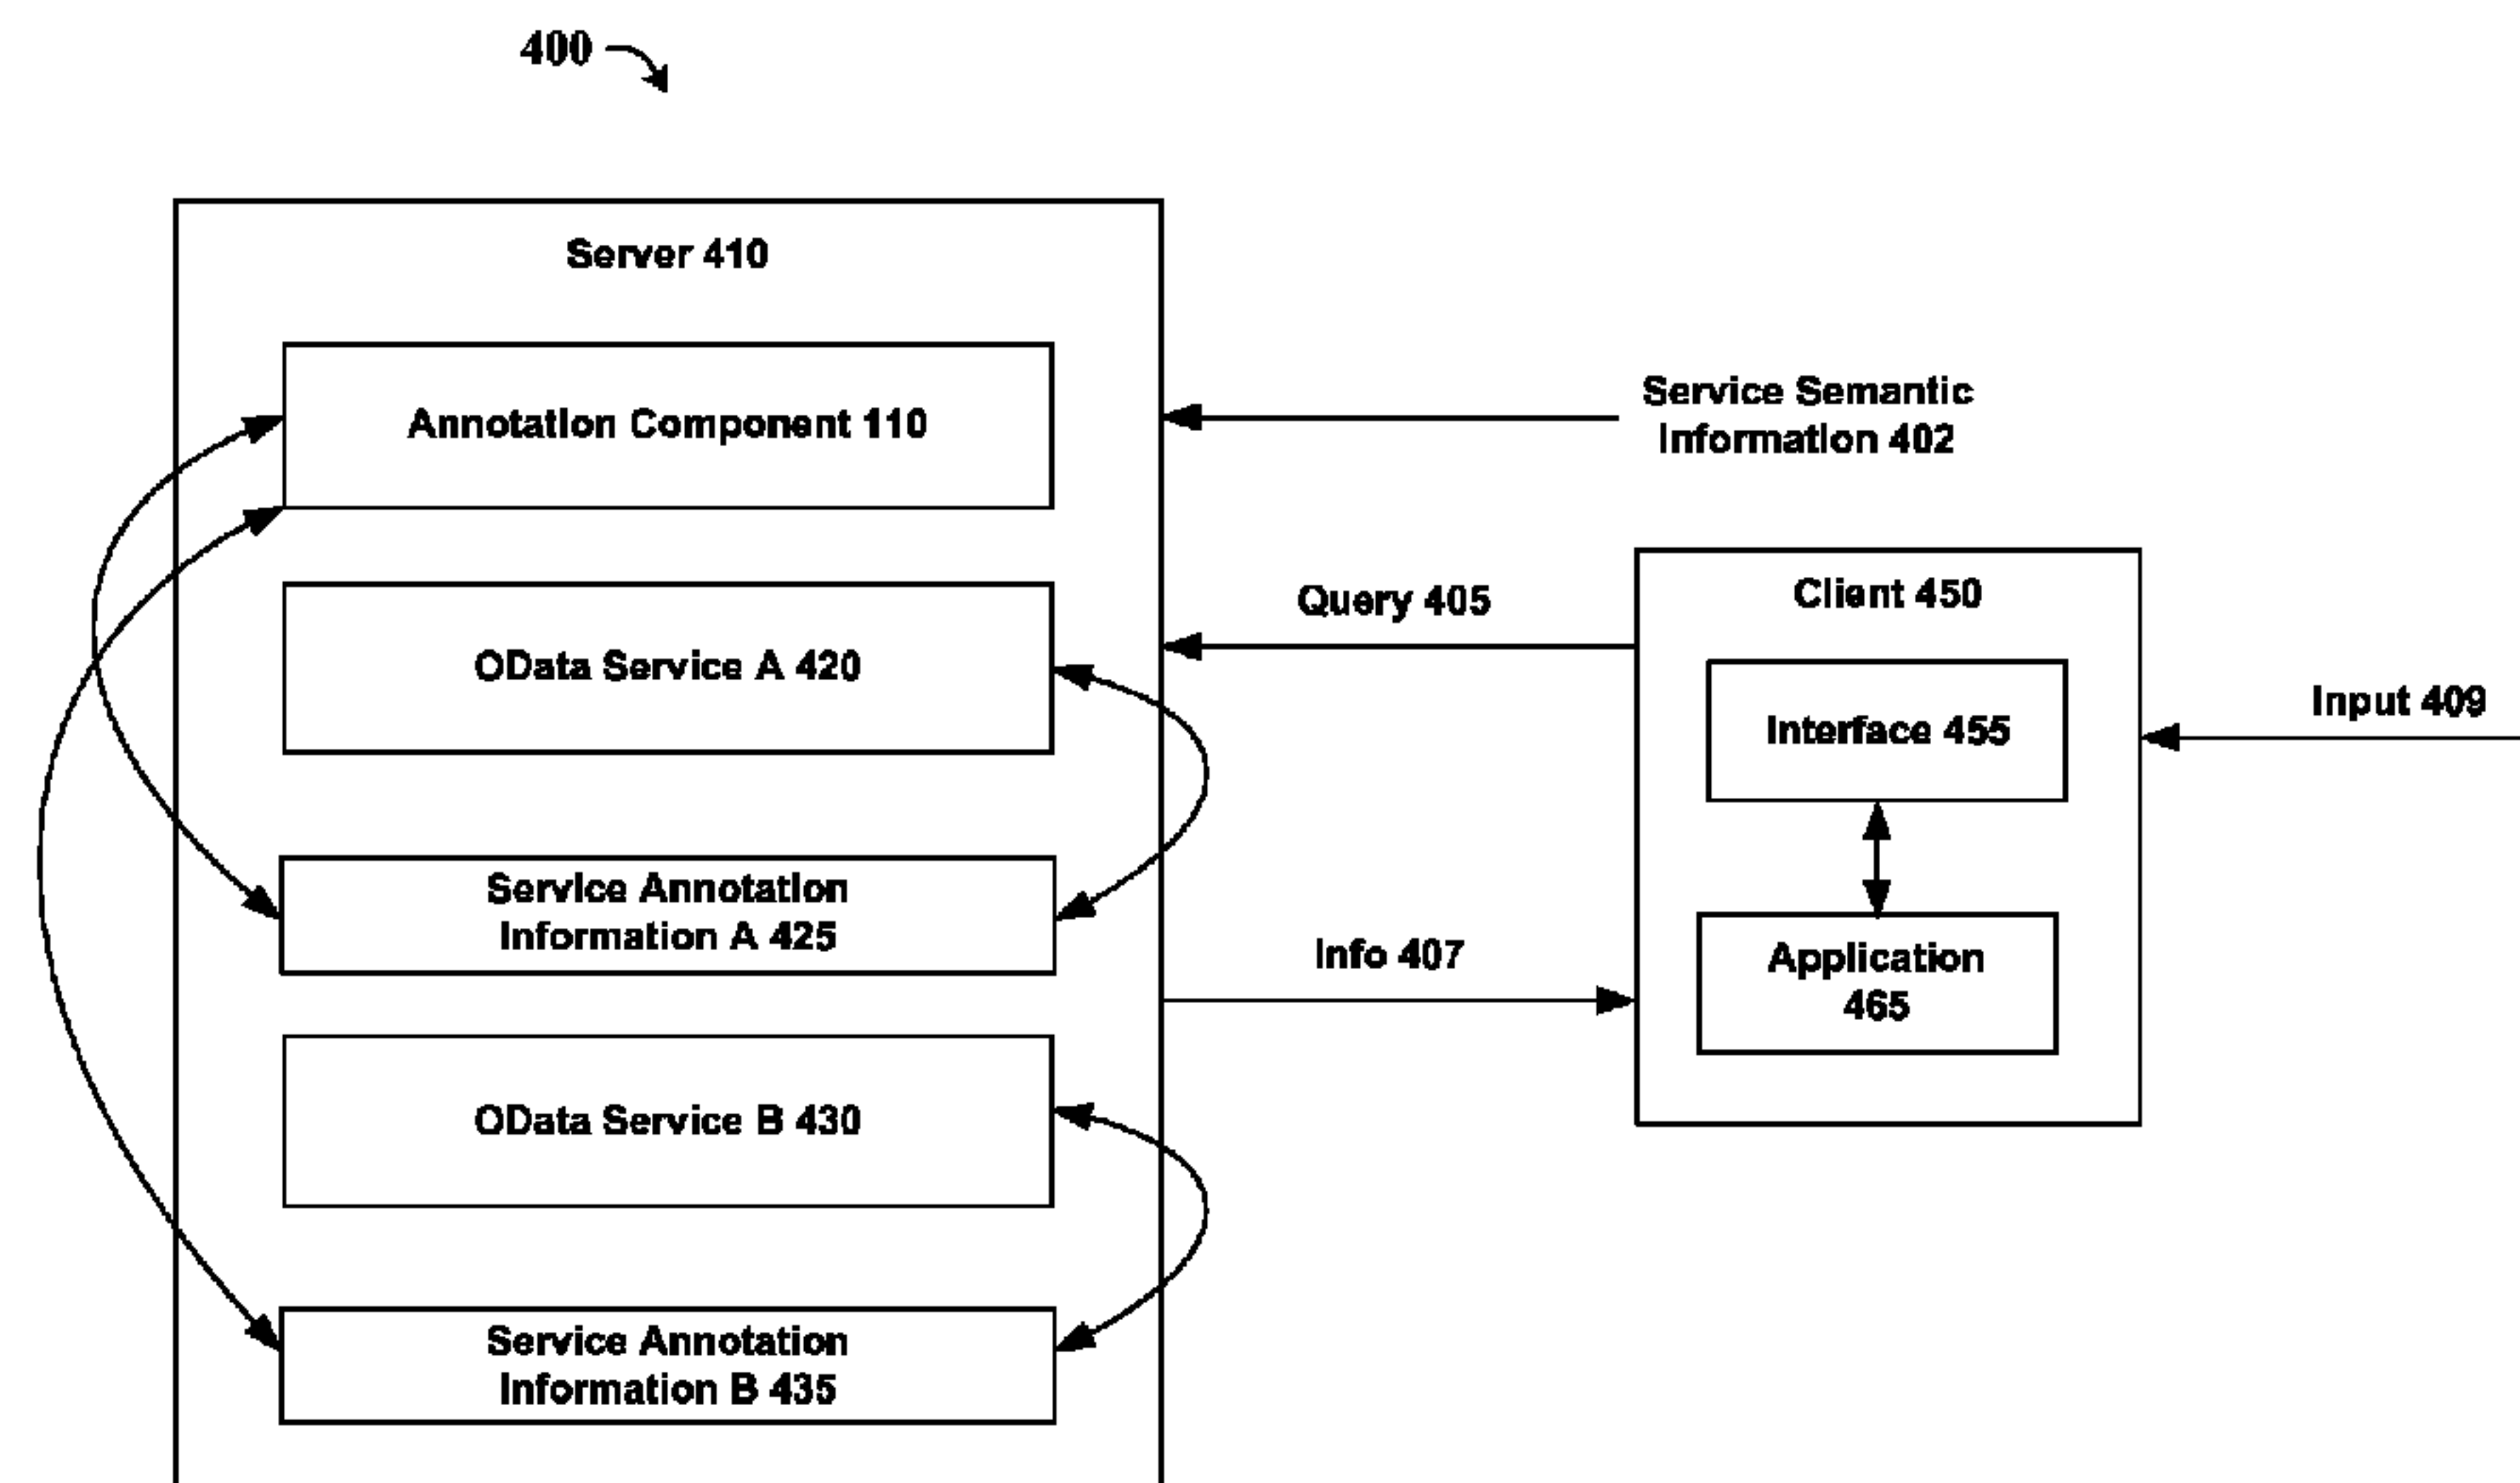 400
Server 410
Annotation Component 110
Service Semantic
Information 402
OData Service A 420
Query 405
Client 450
Interface 455
Input 409
Service Annotation
Information A 425
Info 407
Application
465
OData Service B 430
Service Annotation
Information B 435